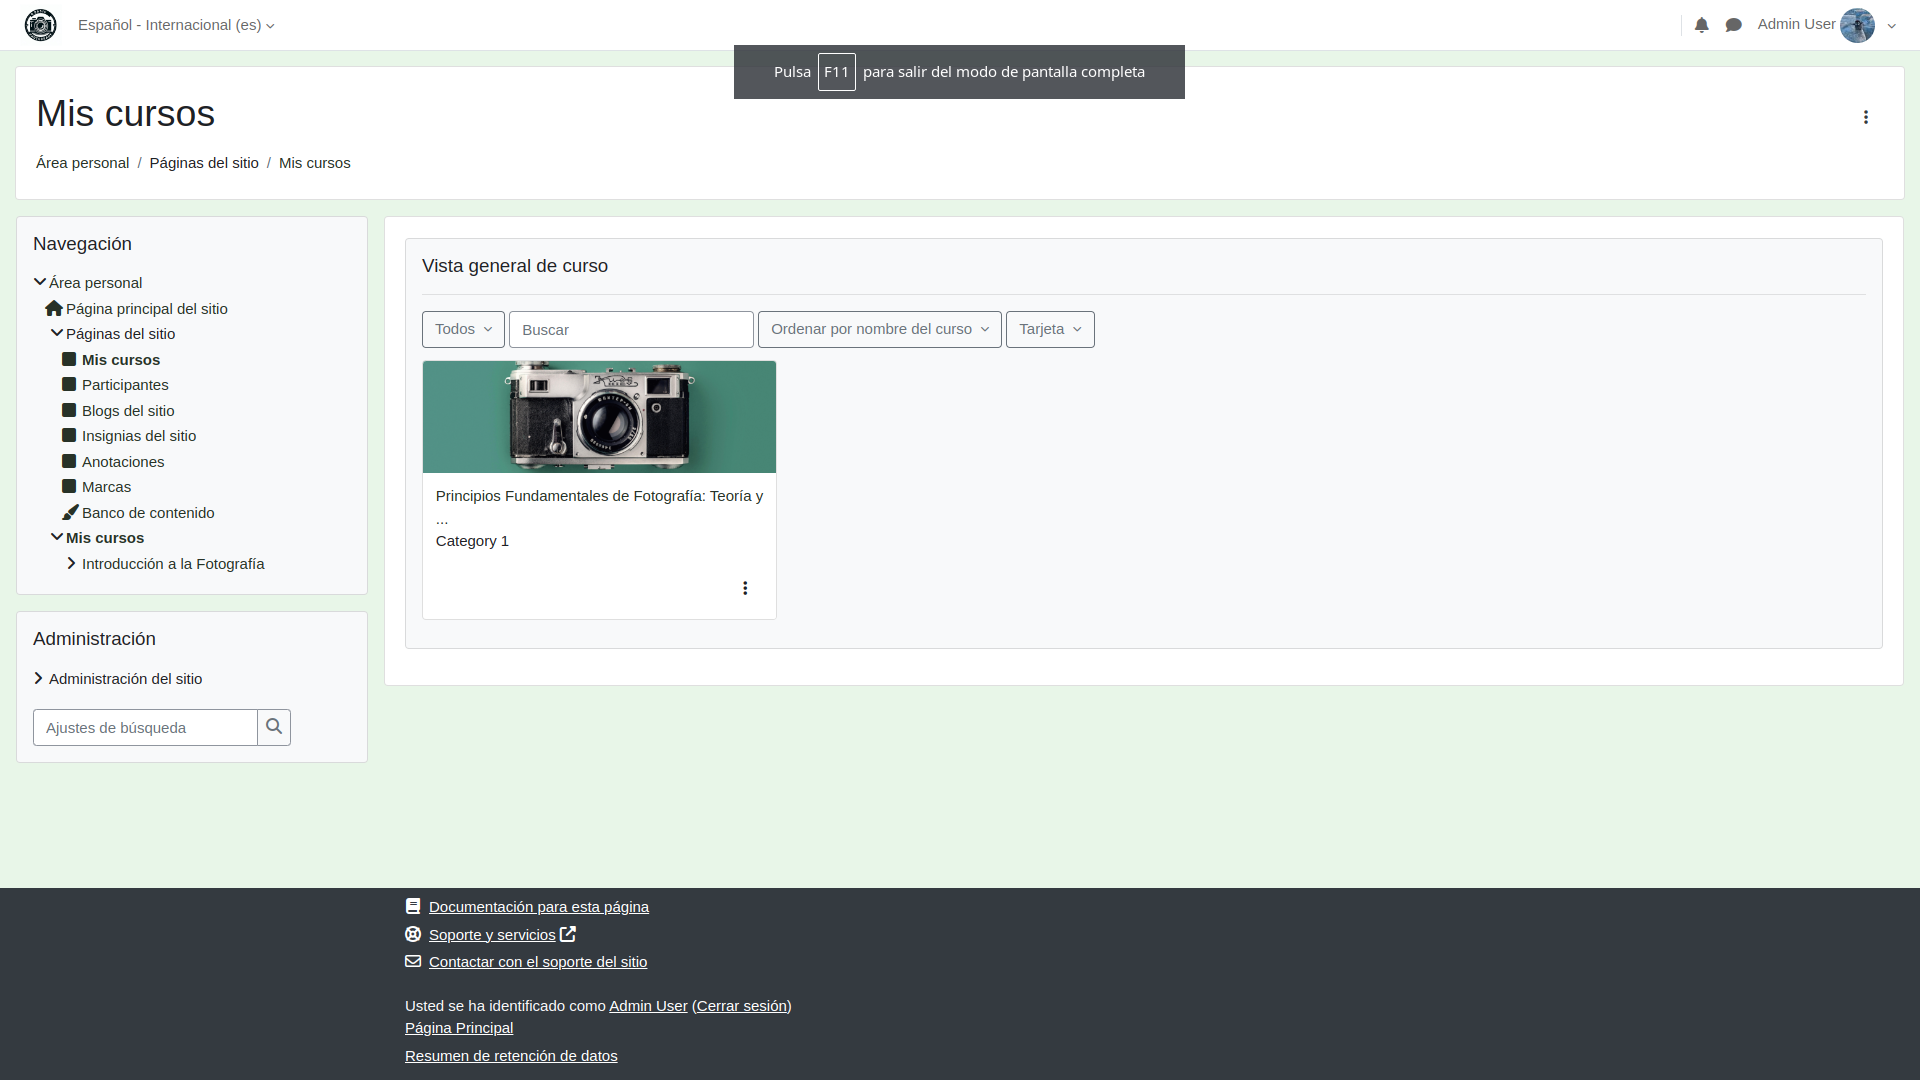 Español - Internacional (es)
Admin User
Pulsa F11 para salir del modo de pantalla completa
Mis cursos
Área personal / Páginas del sitio / Mis cursos
Navegación
Área personal
Página principal del sitio
Páginas del sitio
Mis cursos
Participantes
Blogs del sitio
Insignias del sitio
Anotaciones
Marcas
Banco de contenido
Mis cursos
Introducción a la Fotografía
Administración
Administración del sitio
Ajustes de búsqueda
Vista general de curso
Todos
Buscar
Ordenar por nombre del curso
Tarjeta
Principios Fundamentales de Fotografía: Teoría y
...
Category 1
Documentación para esta página
Soporte y servicios
Contactar con el soporte del sitio
Usted se ha identificado como Admin User (Cerrar sesión)
Página Principal
Resumen de retención de datos